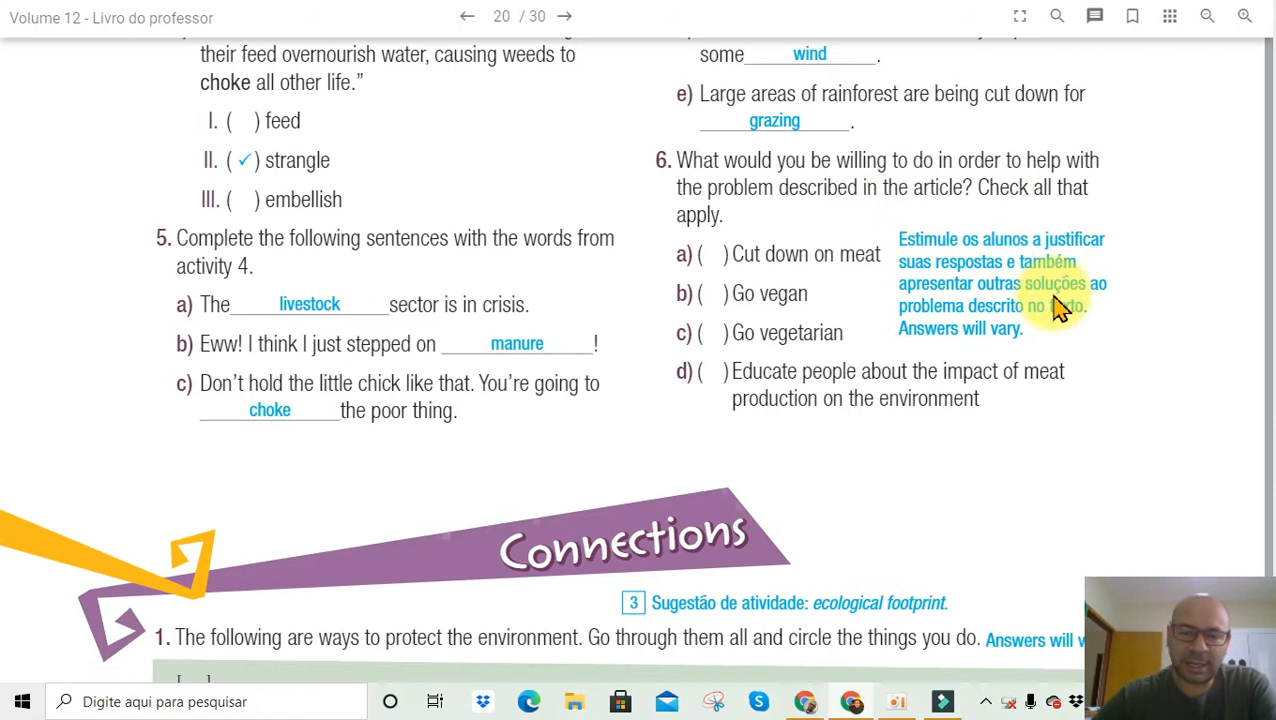 Volume 12 - Livro do professor
20 / 30
their feed overnourish water, causing weeds to
choke all other life.”
I. ( ) feed
II. ( ✓ ) strangle
III. ( ) embellish
5. Complete the following sentences with the words from
activity 4.
a) The livestock sector is in crisis.
b) Eww! I think I just stepped on manure!
c) Don’t hold the little chick like that. You’re going to
choke the poor thing.
some wind.
e) Large areas of rainforest are being cut down for
grazing.
6. What would you be willing to do in order to help with
the problem described in the article? Check all that
apply.
a) ( ) Cut down on meat
b) ( ) Go vegan
c) ( ) Go vegetarian
d) ( ) Educate people about the impact of meat
production on the environment
Estimule os alunos a justificar
suas respostas e também
apresentar outras soluções ao
problema descrito no
Answers will vary.
Connections
3 Sugestão de atividade: ecological footprint.
1. The following are ways to protect the environment. Go through them all and circle the things you do. Answers will
Digite aqui para pesquisar